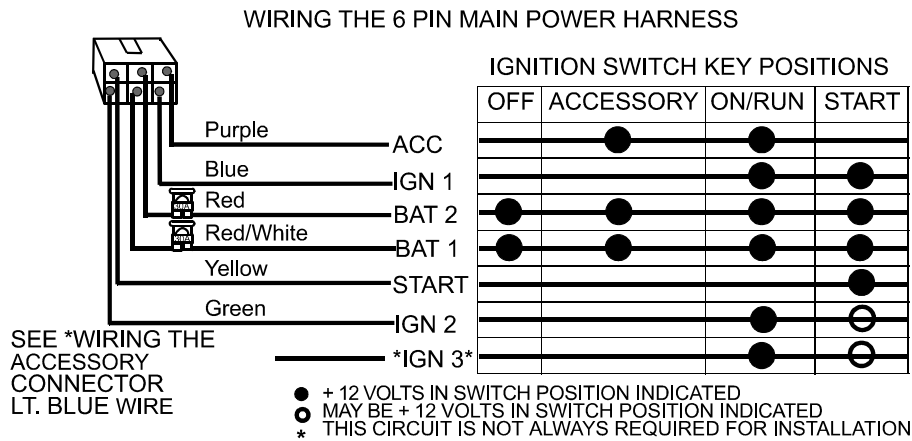 WIRING THE 6 PIN MAIN POWER HARNESS
IGNITION SWITCH KEY POSITIONS
OFF ACCESSORY ON/RUN START
Purple ACC
Blue IGN 1
Red BAT 2
30A
Red/White BAT 1
30A
Yellow START
Green IGN 2
*IGN 3*
SEE *WIRING THE
ACCESSORY
CONNECTOR
LT. BLUE WIRE
+ 12 VOLTS IN SWITCH POSITION INDICATED
MAY BE + 12 VOLTS IN SWITCH POSITION INDICATED
* THIS CIRCUIT IS NOT ALWAYS REQUIRED FOR INSTALLATION